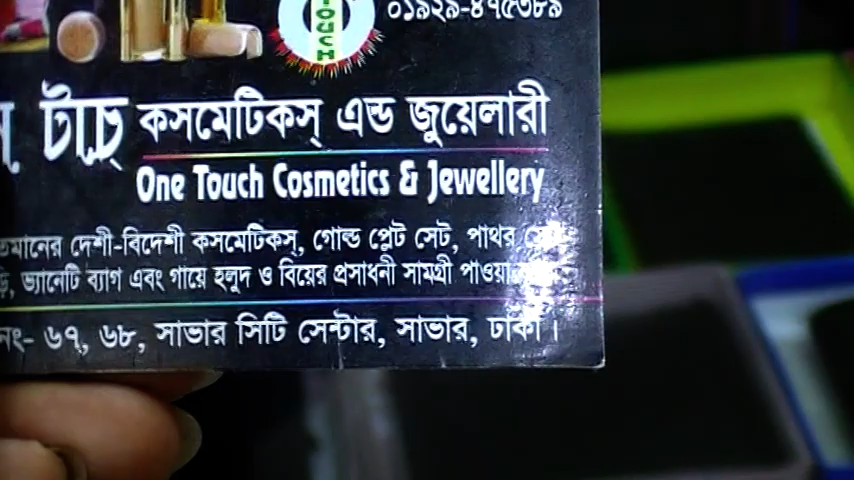 ০১৯২৯-৪৭৫৩৮৯
TOUCH
টাচ্ কসমেটিকস্ এন্ড জুয়েলারী
One Touch Cosmetics & Jewellery
দেশী-বিদেশী কসমেটিকস্, গোল্ড প্লেট সেট, পাথর
ভ্যানেটি ব্যাগ এবং গায়ে হলুদ ও বিয়ের প্রসাধনী সামগ্রী
নং- ৬৭, ৬৮, সাভার সিটি সেন্টার, সাভার, ঢাকা।